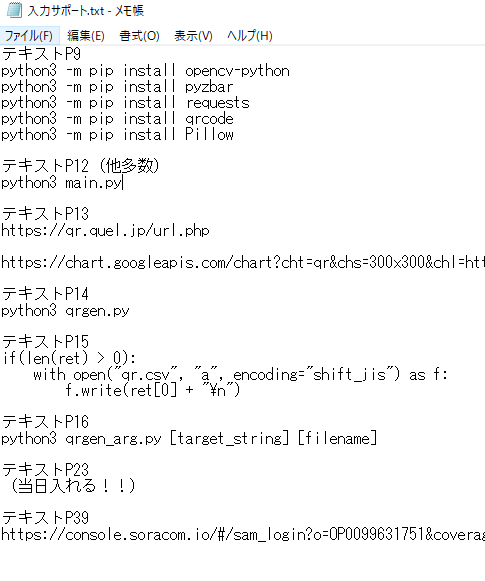 入力サポート.txt - メモ帳
ファイル(F) 編集(E) 書式(O) 表示(V) ヘルプ(H)
テキストP9
python3 -m pip install opencv-python
python3 -m pip install pyzbar
python3 -m pip install requests
python3 -m pip install qrcode
python3 -m pip install Pillow
テキストP12 (他多数)
python3 main.py
テキストP13
https://qr.quel.jp/url.php
https://chart.googleapis.com/chart?cht=qr&chs=300x300&chl=htt
テキストP14
python3 qrgen.py
テキストP15
if(len(ret) > 0):
    with open("qr.csv", "a", encoding="shift_jis") as f:
        f.write(ret[0] + "¥n")
テキストP16
python3 qrgen_arg.py [target_string] [filename]
テキストP23
(当日入れる！！)
テキストP39
https://console.soracom.io/#/sam_login?o=OP0099631751&coverag